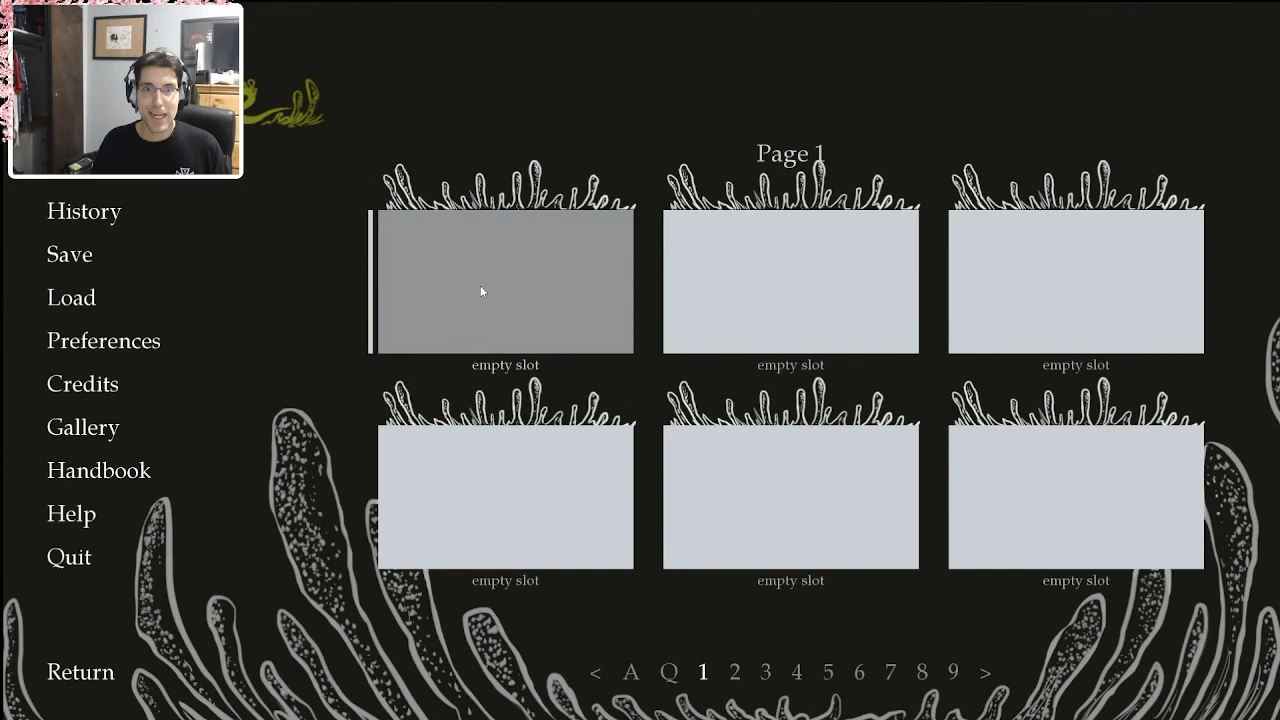 Page 1
History
Save
Load
Preferences
Credits
Gallery
Handbook
Help
Quit
Return
empty slot
empty slot
empty slot
empty slot
empty slot
empty slot
< A Q 1 2 3 4 5 6 7 8 9 >